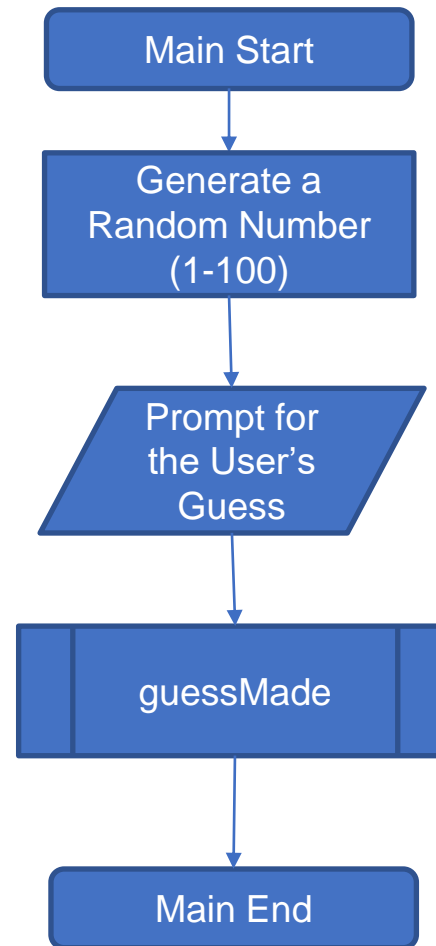 Main Start
Generate a
Random Number
(1-100)
Prompt for
the User’s
Guess
guessMade
Main End